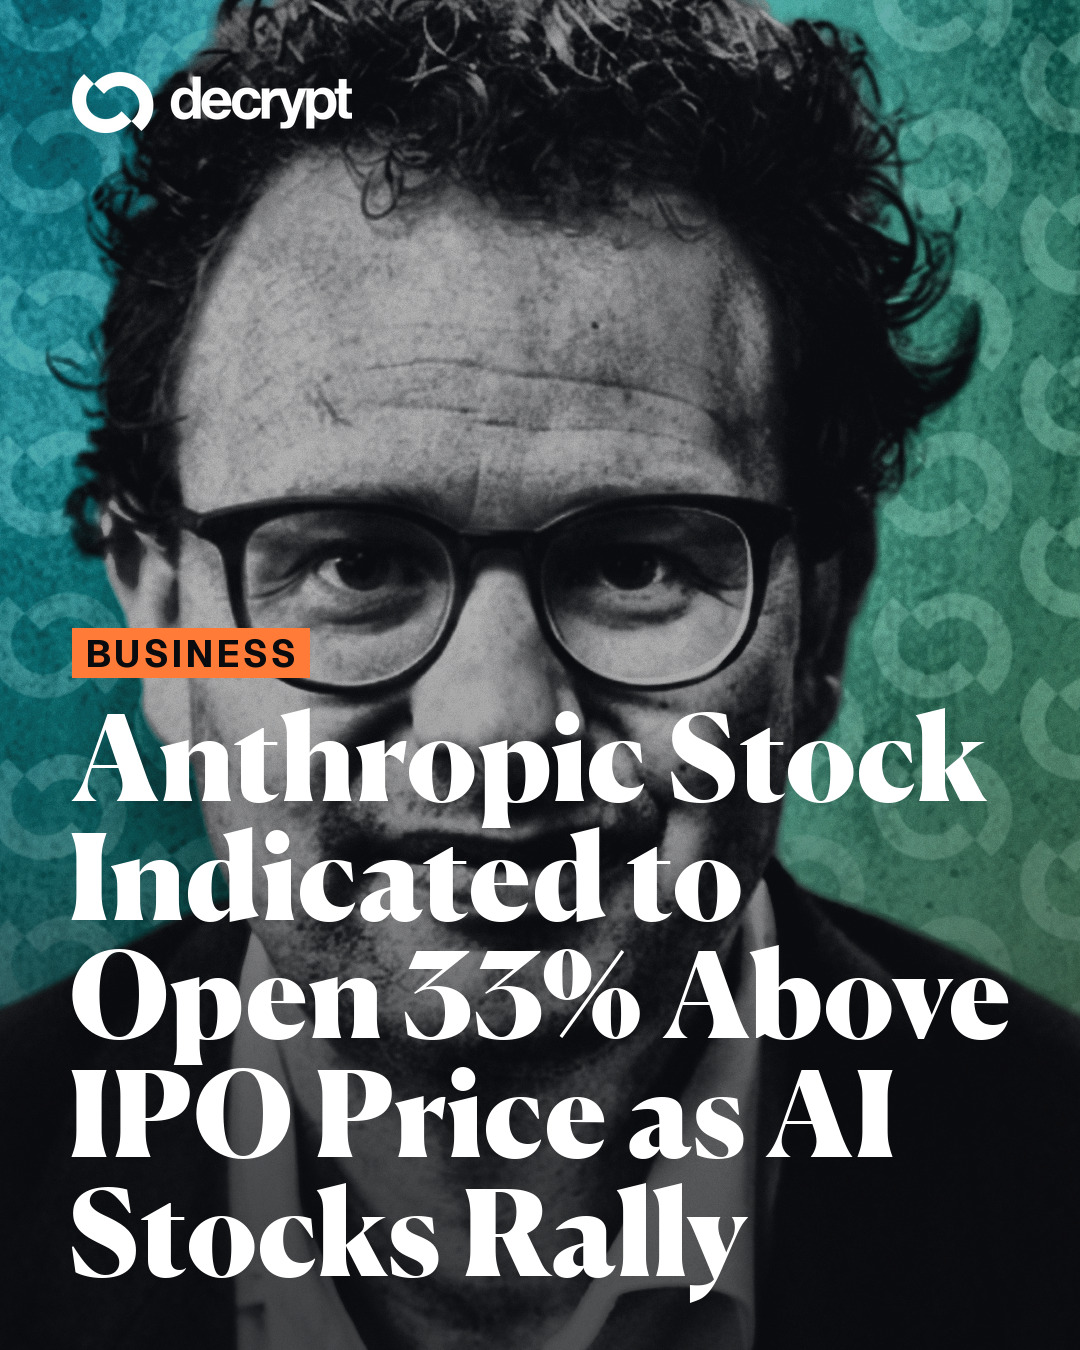 decrypt
BUSINESS
Anthropic Stock
Indicated to
Open 33% Above
IPO Price as AI
Stocks Rally